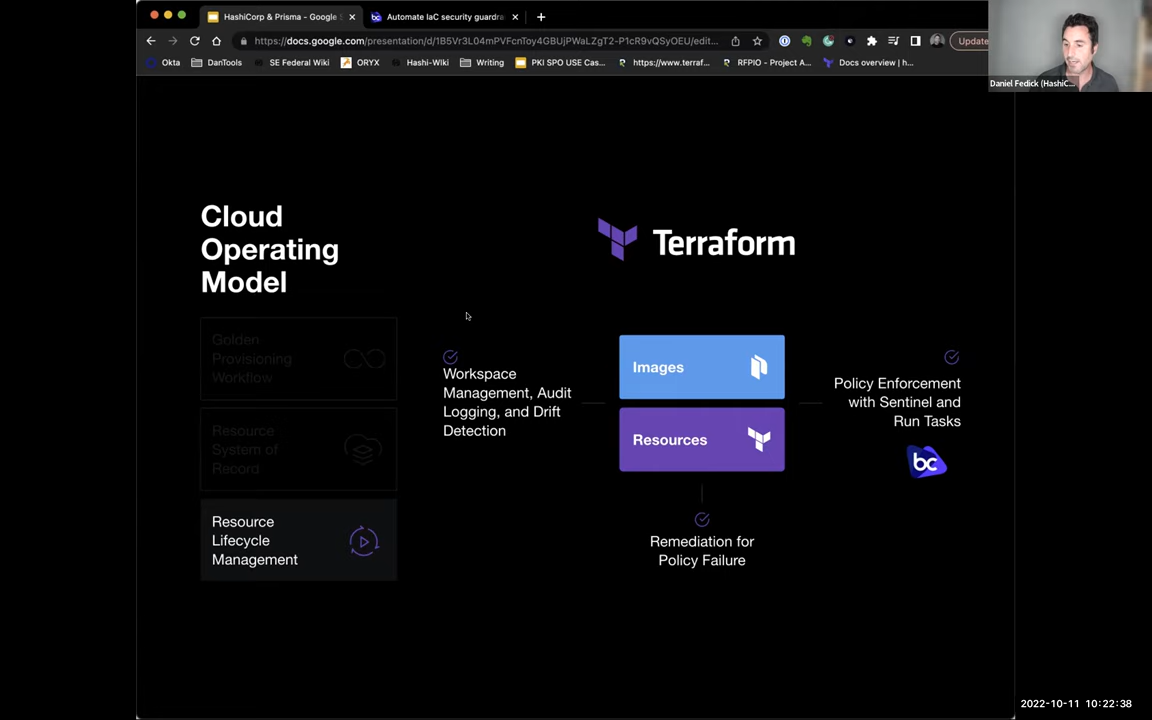 HashiCorp & Prisma - Google S
Automate IaC security guardra
https://docs.google.com/presentation/d/1B5Vr3L04mPVFcnToy4GBUjPWaLZgT2-P1cR9vQSyOEU/edit...
Update
Okta
DanTools
SE Federal Wiki
ORYX
Hashi-Wiki
Writing
PKI SPO USE Cas...
https://www.terraf...
RFPIO - Project A...
Docs overview | h...
Daniel Fedick (HashiC...
Cloud
Operating
Model
Terraform
Golden
Provisioning
Workflow
Resource
System of
Record
Resource
Lifecycle
Management
Workspace
Management, Audit
Logging, and Drift
Detection
Images
Resources
Policy Enforcement
with Sentinel and
Run Tasks
bc
Remediation for
Policy Failure
2022-10-11 10:22:38